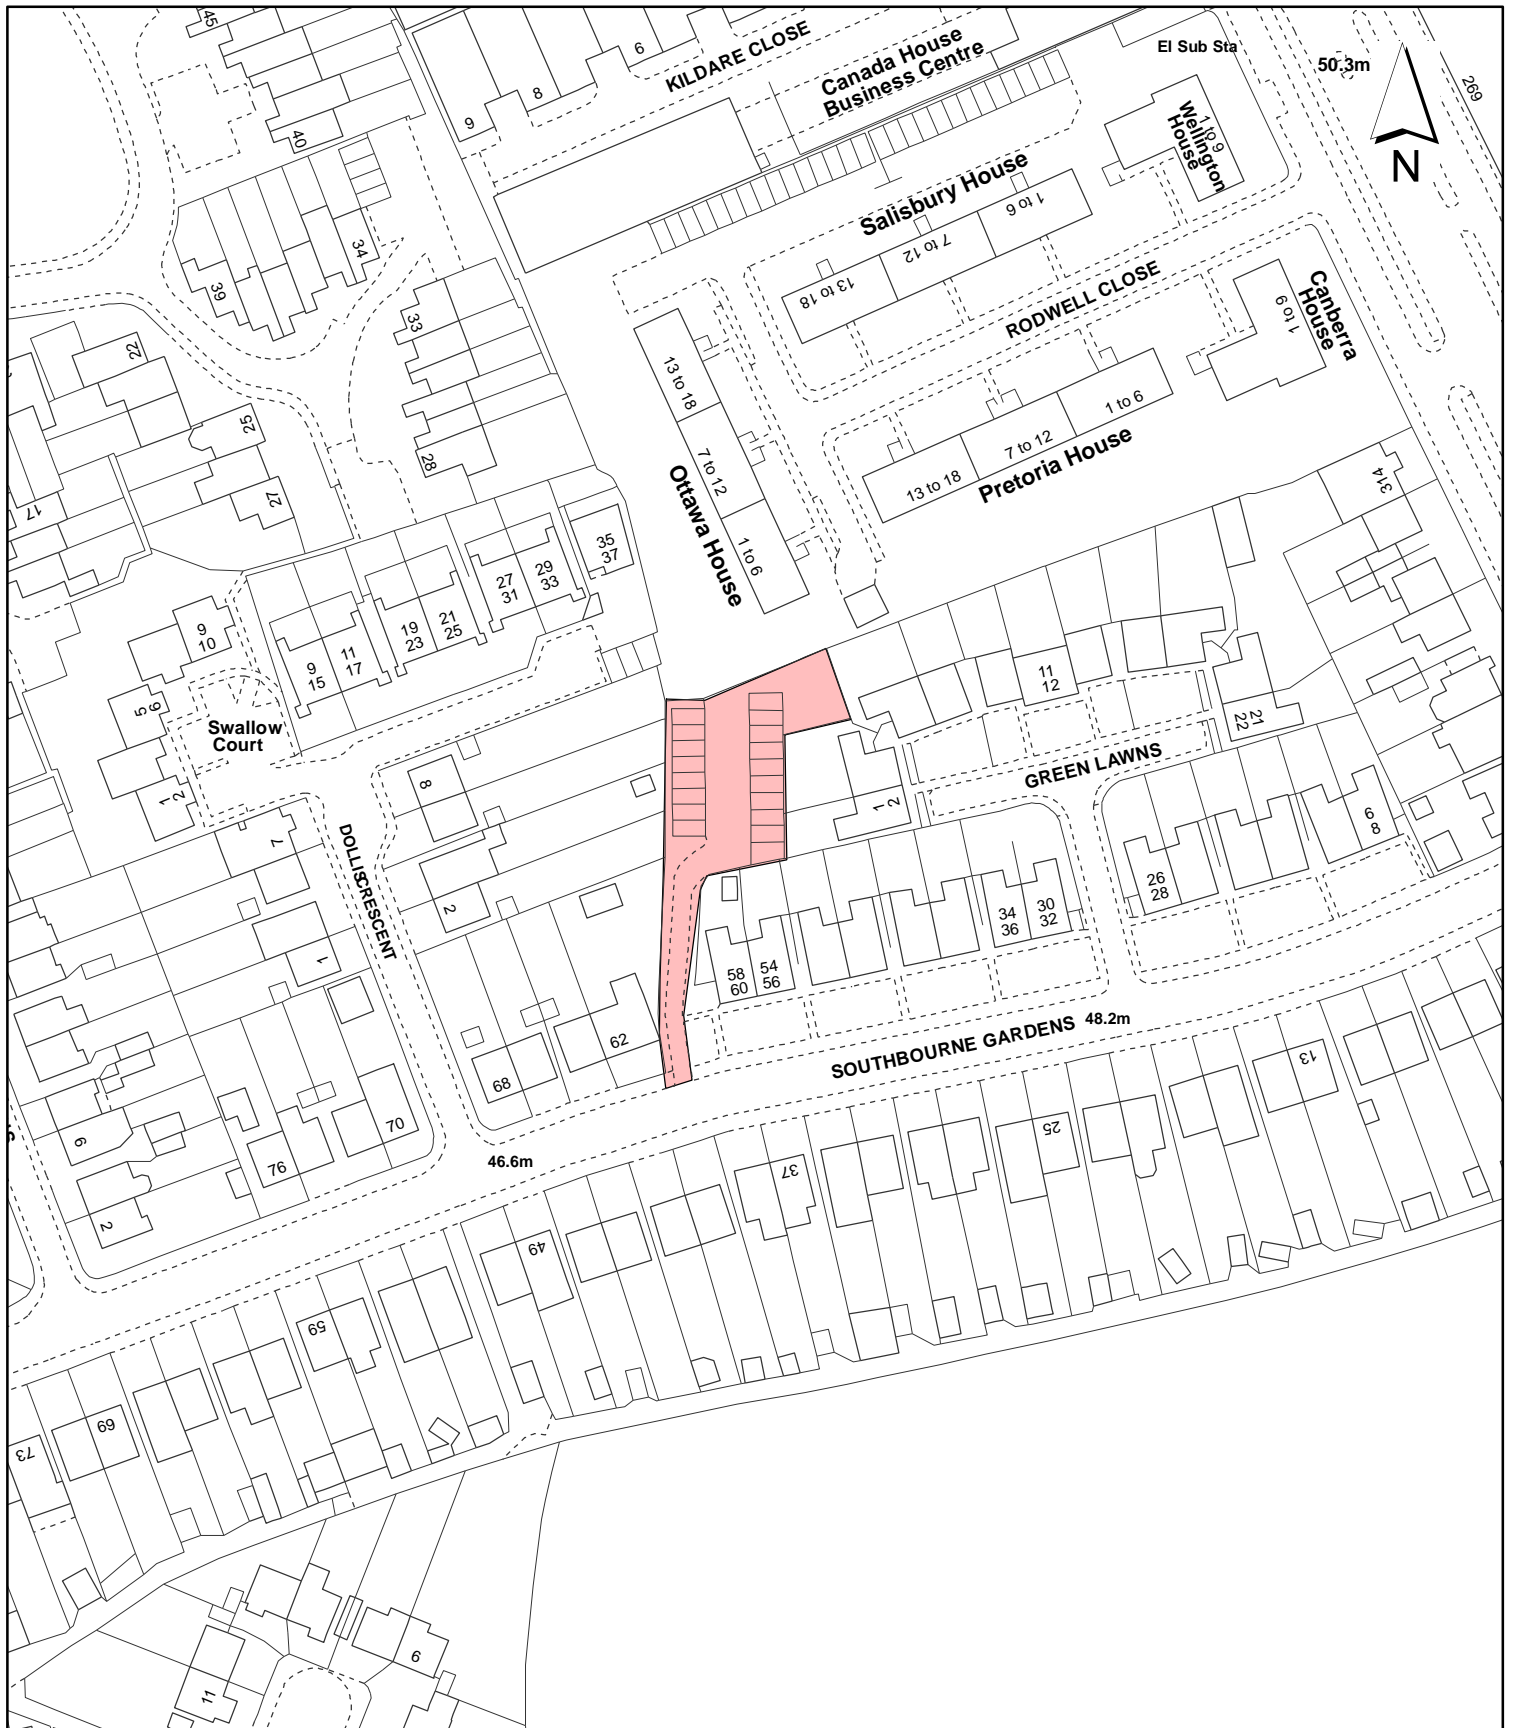 45
6
KILDARE CLOSE
Canada House
Business Centre
El Sub Sta
50.3m
269
8
9
40
1 to 9
Wellington
House
N
34
39
Salisbury House
1 to 6
7 to 12
13 to 18
33
22
RODWELL CLOSE
Canberra
House
1 to 9
13 to 18
1 to 6
25
28
7 to 12
7 to 12
13 to 18
Pretoria House
314
27
17
Ottawa House
1 to 6
35
37
29
33
27
31
21
25
19
23
11
17
9
15
9
10
5
6
Swallow
Court
11
12
21
22
GREEN LAWNS
8
1
2
1
2
7
DOLLIS CRESCENT
2
6
8
26
28
30
32
34
36
54
56
58
60
1
62
68
SOUTHBOURNE GARDENS
48.2m
13
70
76
9
2
46.6m
25
37
49
59
69
73
6
11